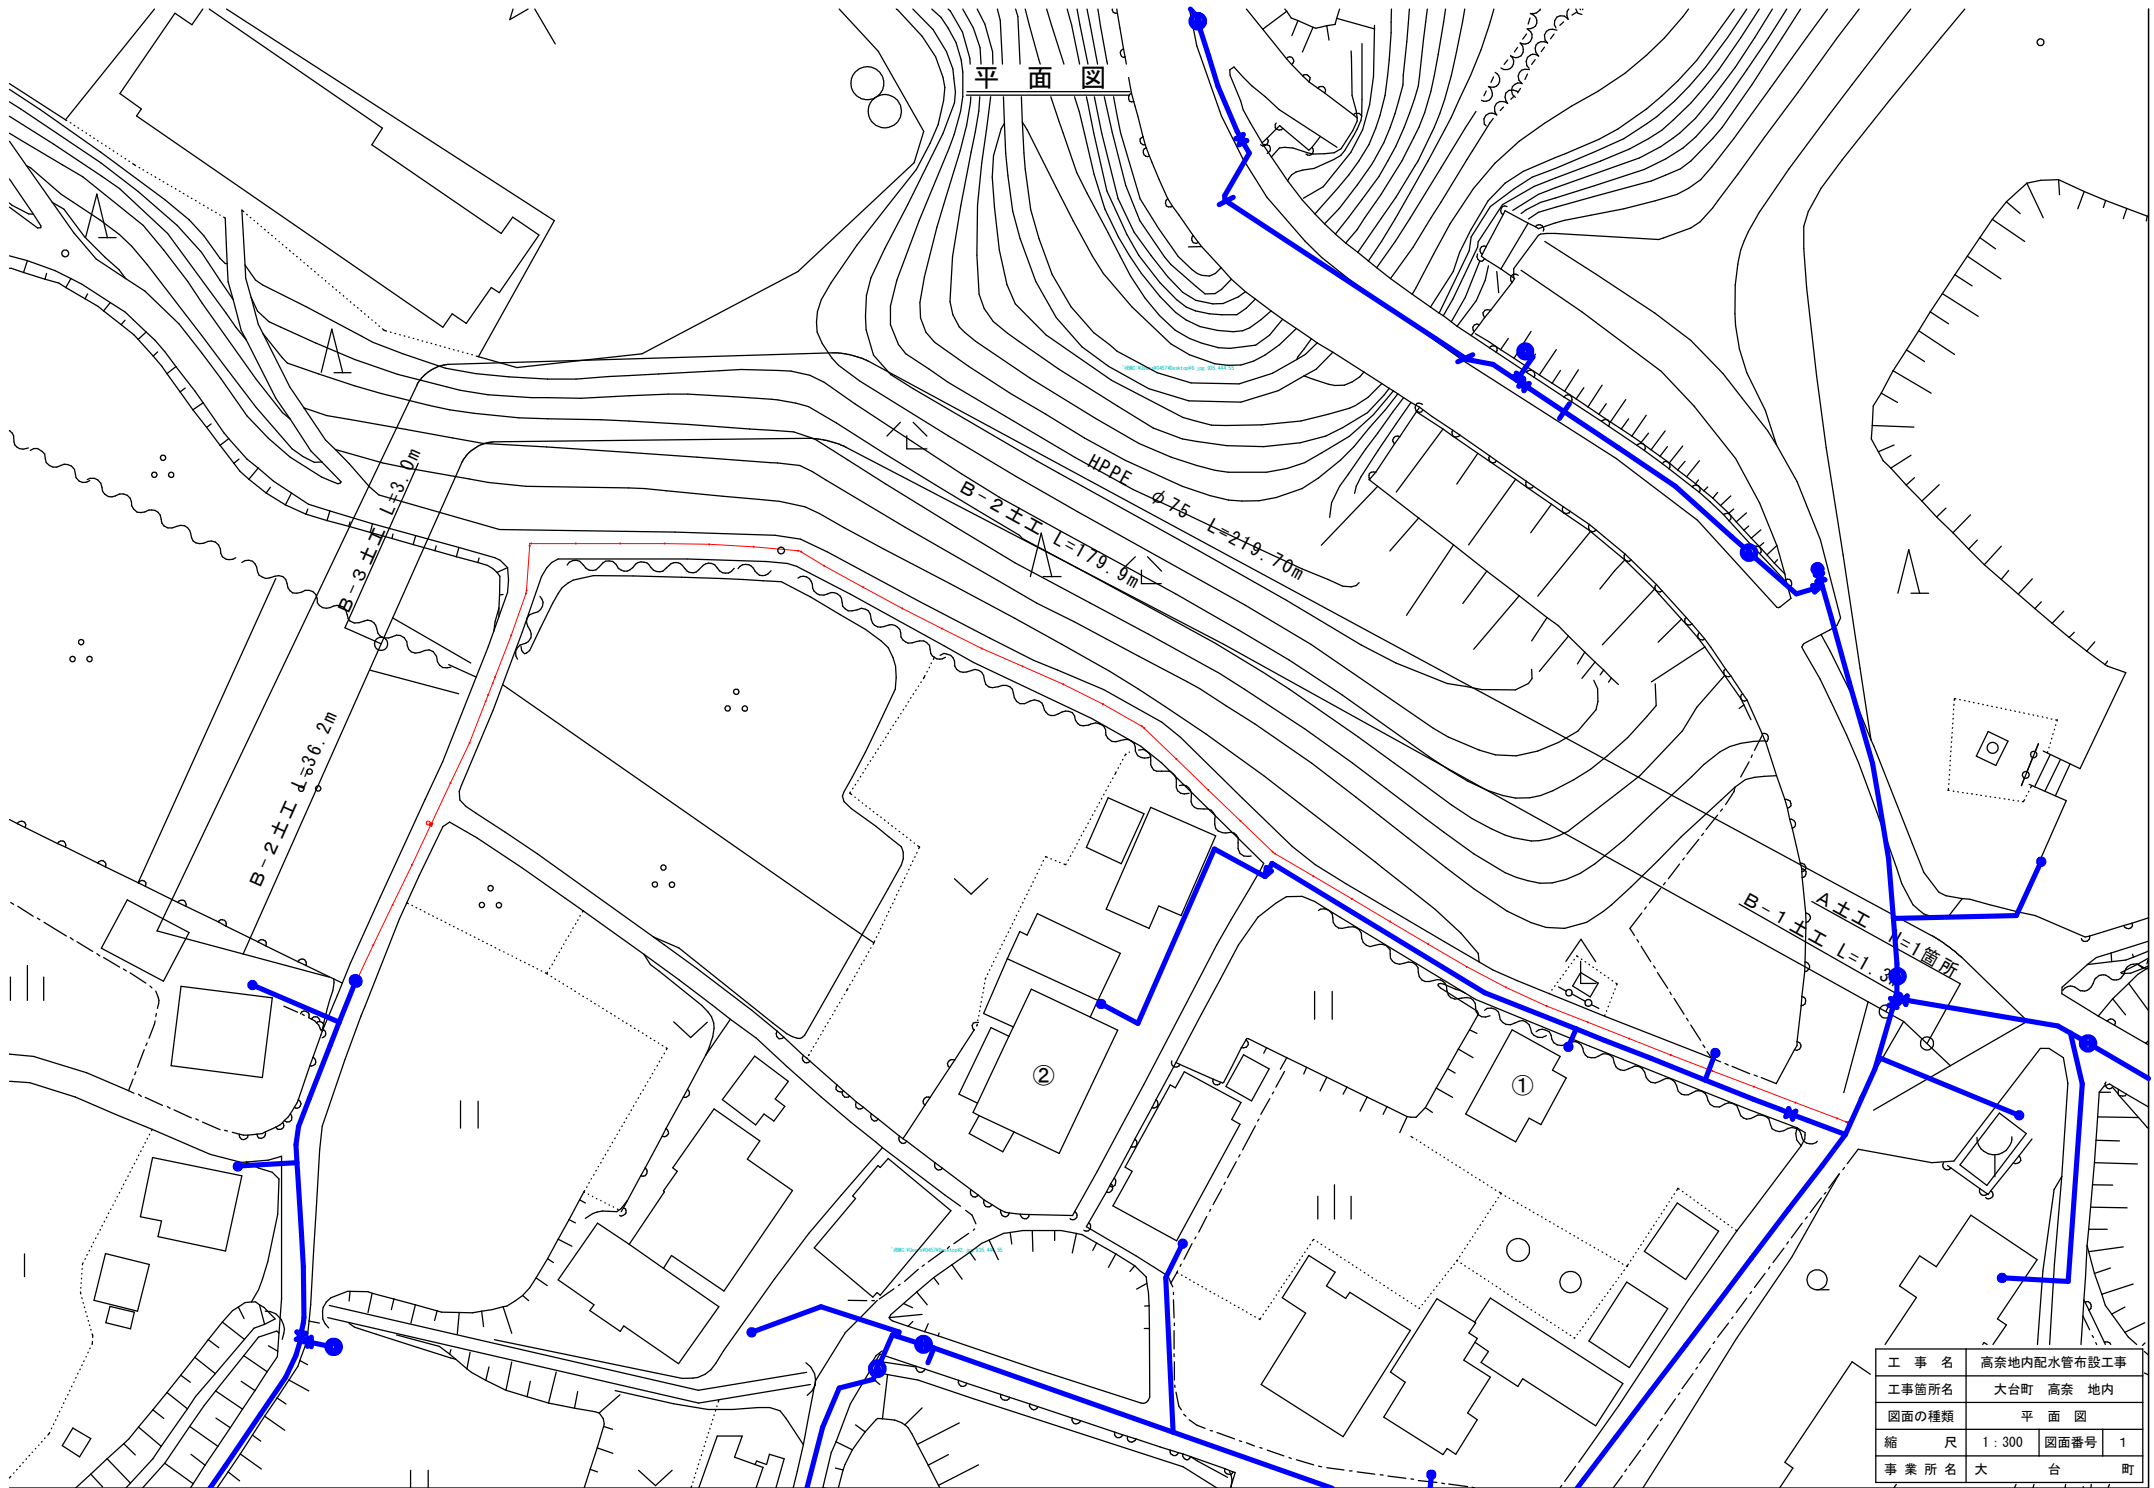 平 面 図
HPPE φ75 L=219.70m
B-2土工 L=179.9m
B-3土工 L=3.0m
B-2土工 L=36.2m
A土工 N=1箇所
B-1土工 L=1.3
②
①
工 事 名 高奈地内配水管布設工事
工事箇所名 大台町 高奈 地内
図面の種類 平 面 図
縮 尺 1:300 図面番号 1
事 業 所 名 大 台 町